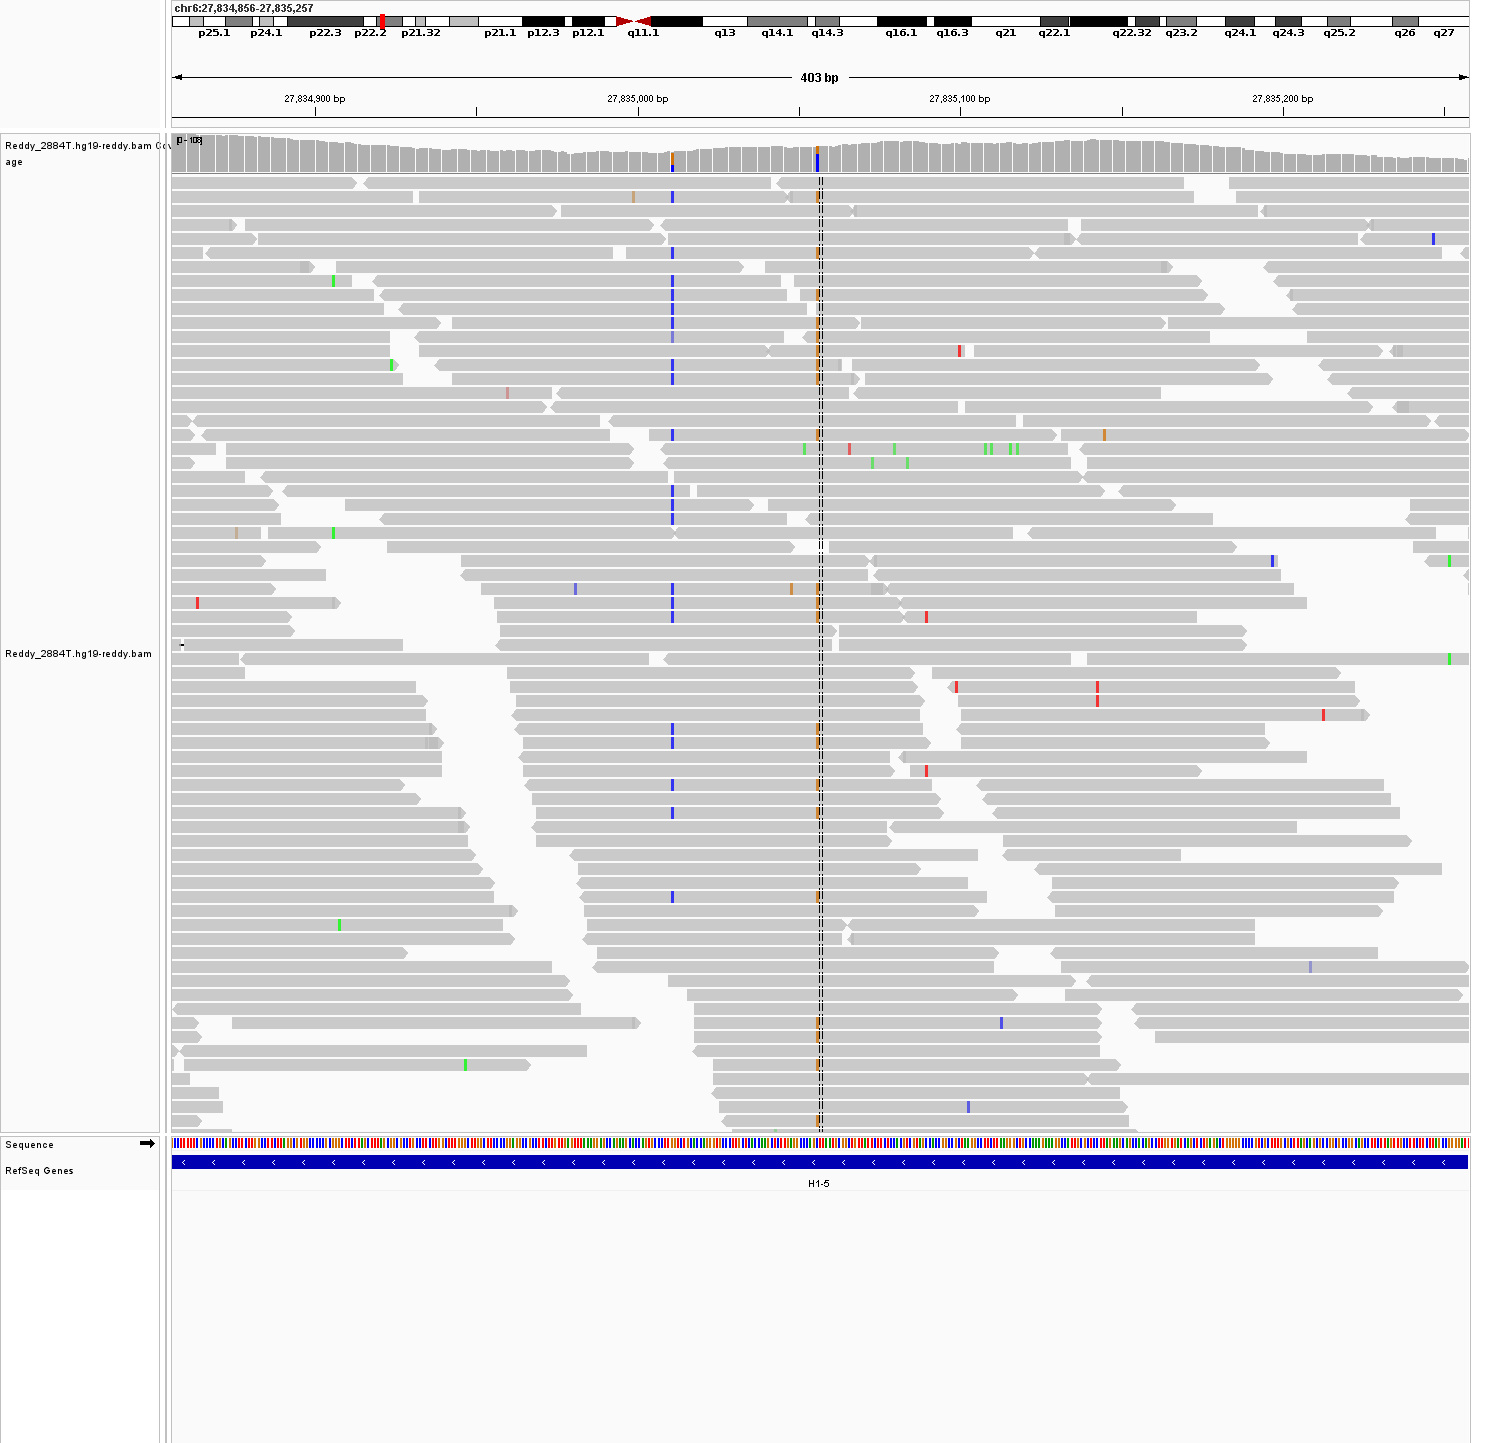 chr6:27,834,856-27,835,257
p25.1 p24.1 p22.3 p22.2 p21.32 p21.1 p12.3 p12.1 q11.1 q13 q14.1 q14.3 q16.1 q16.3 q21 q22.1 q22.32 q23.2 q24.1 q24.3 q25.2 q26 q27
403 bp
27,834,900 bp 27,835,000 bp 27,835,100 bp 27,835,200 bp
[0 - 108]
Reddy_2884T.hg19-reddy.bam Cov
age
Reddy_2884T.hg19-reddy.bam
Sequence
RefSeq Genes
H1-5